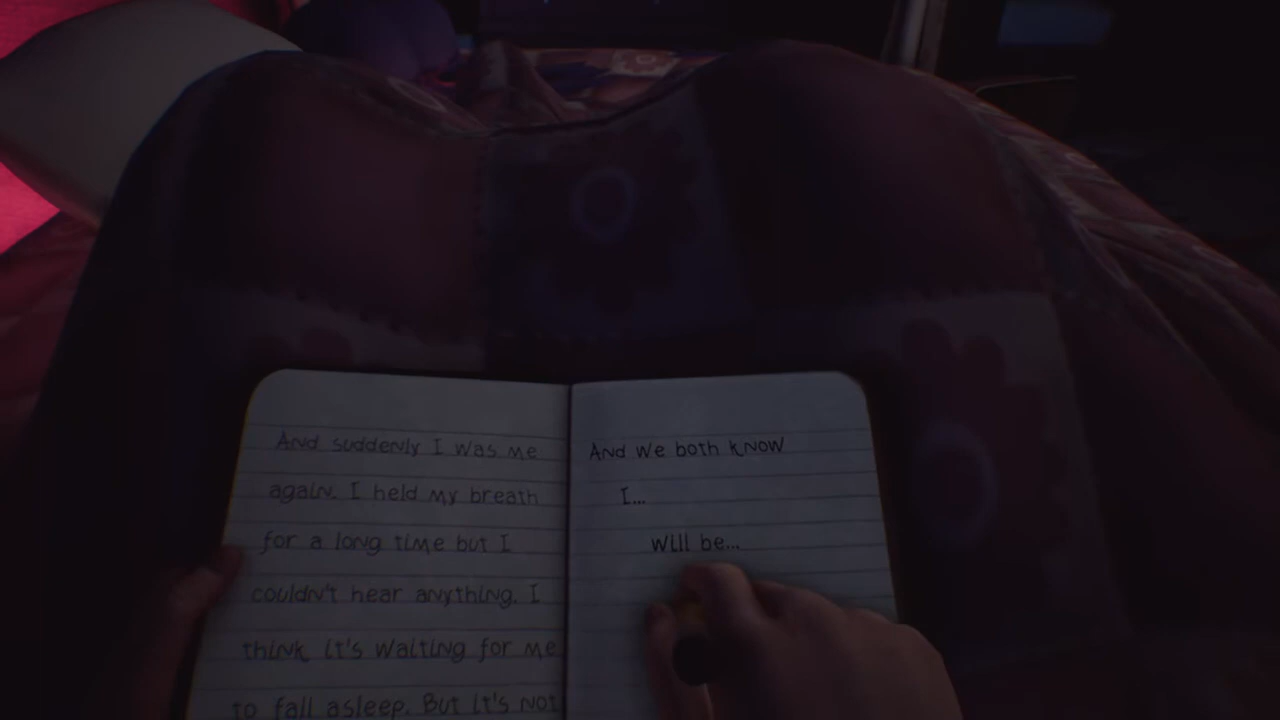 And suddenly I was me
again. I held my breath
for a long time but I
couldn't hear anything. I
think it's waiting for me
to fall asleep. But it's not
And we both know
I...
will be...